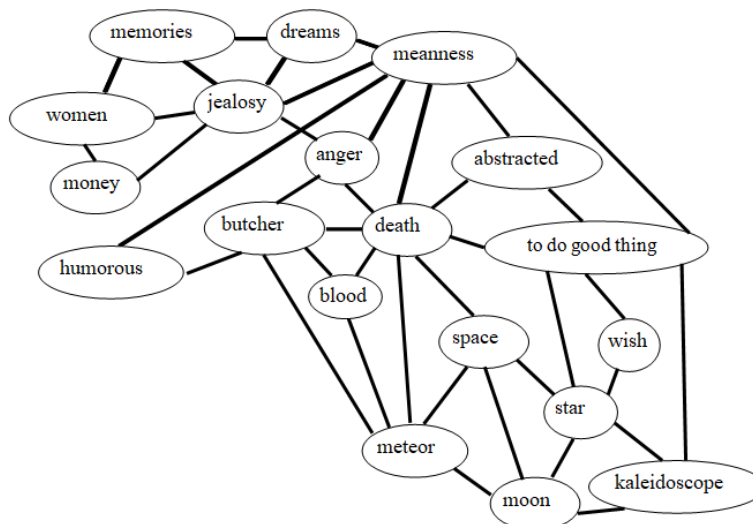 memories
dreams
meanness
women
jealosy
anger
abstracted
money
butcher
death
to do good thing
humorous
blood
space
wish
star
meteor
moon
kaleidoscope